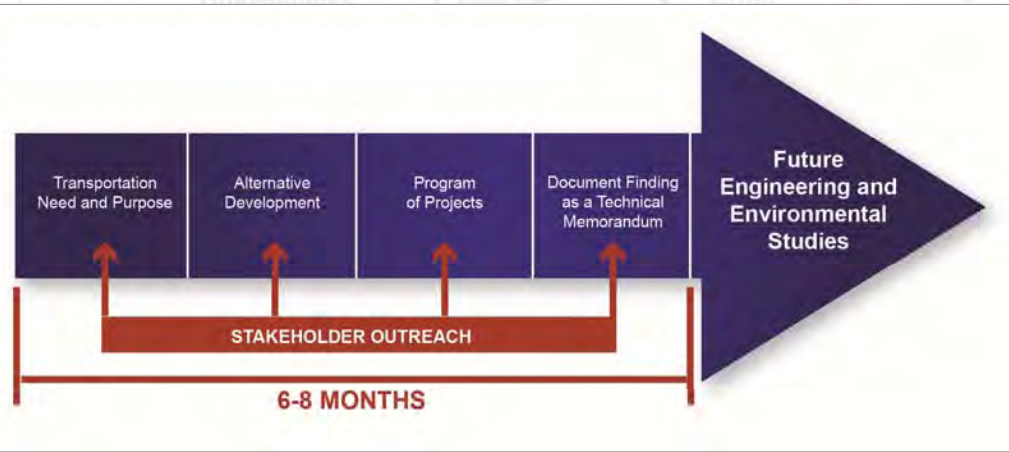 Transportation
Need and Purpose
Alternative
Development
Program
of Projects
Document Finding
as a Technical
Memorandum
Future
Engineering and
Environmental
Studies
STAKEHOLDER OUTREACH
6-8 MONTHS